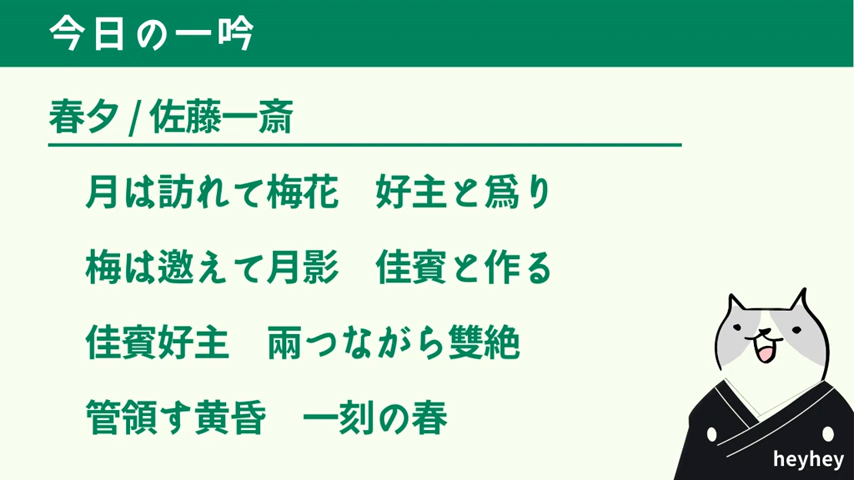 今日の一吟
春夕 / 佐藤一斎
月は訪れて梅花　好主と爲り
梅は邀えて月影　佳賓と作る
佳賓好主　兩つながら雙絶
管領す黄昏　一刻の春
heyhey